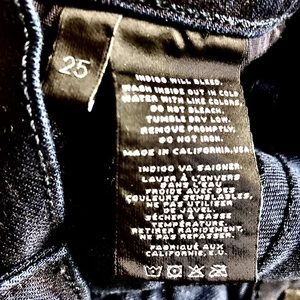 25
INDIGO WILL BLEED.
WASH INSIDE OUT IN COLD
WATER WITH LIKE COLORS.
DO NOT BLEACH.
TUMBLE DRY LOW.
REMOVE PROMPTLY.
DO NOT IRON.
MADE IN CALIFORNIA,USA
INDIGO VA SAIGNER.
LAVER À L'ENVERS
DANS L'EAU
FROIDE AVEC DES
COULEURS SEMBLABLES.
NE PAS UTILISER
DE JAVEL.
SÉCHER À BASSE
TEMPÉRATURE.
RETIRER RAPIDEMENT.
NE PAS REPASSER.
FABRIQUÉ AUX
CALIFORNIE, E.U.